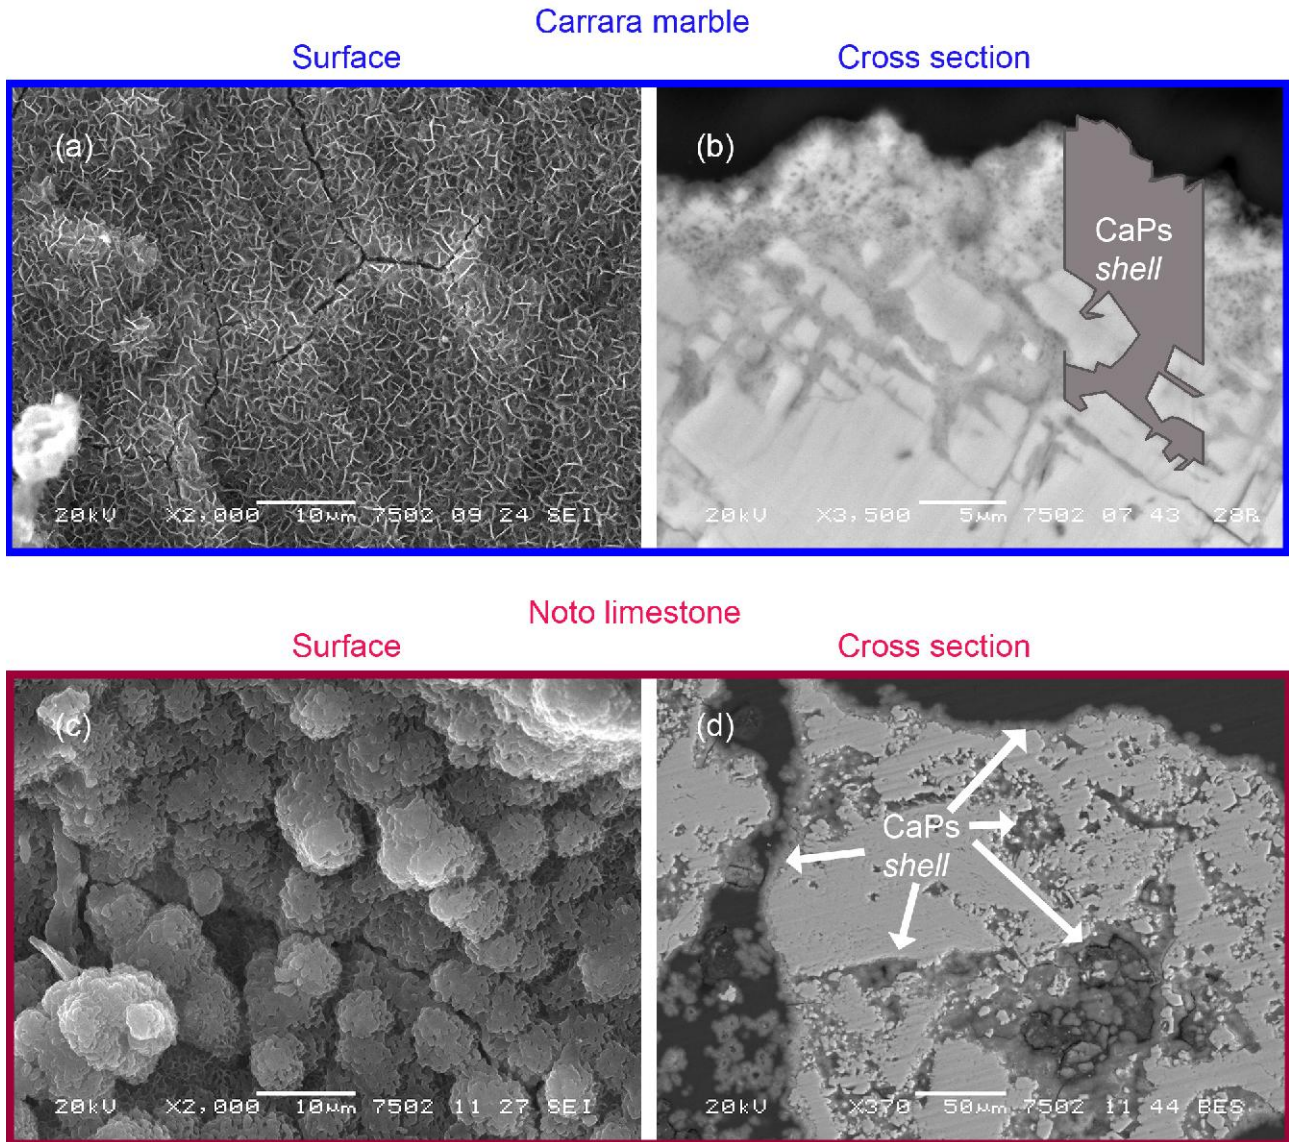 Carrara marble
Surface
Cross section
(a)
20kV X2,000 10µm 7502 09 24 SEI
(b)
CaPs
shell
20kV X3,500 5µm 7502 07 43
Noto limestone
Surface
Cross section
(c)
20kV X2,000 10µm 7502 11 27 SEI
(d)
CaPs
shell
20kV X370 50µm 7502 11 44 BES